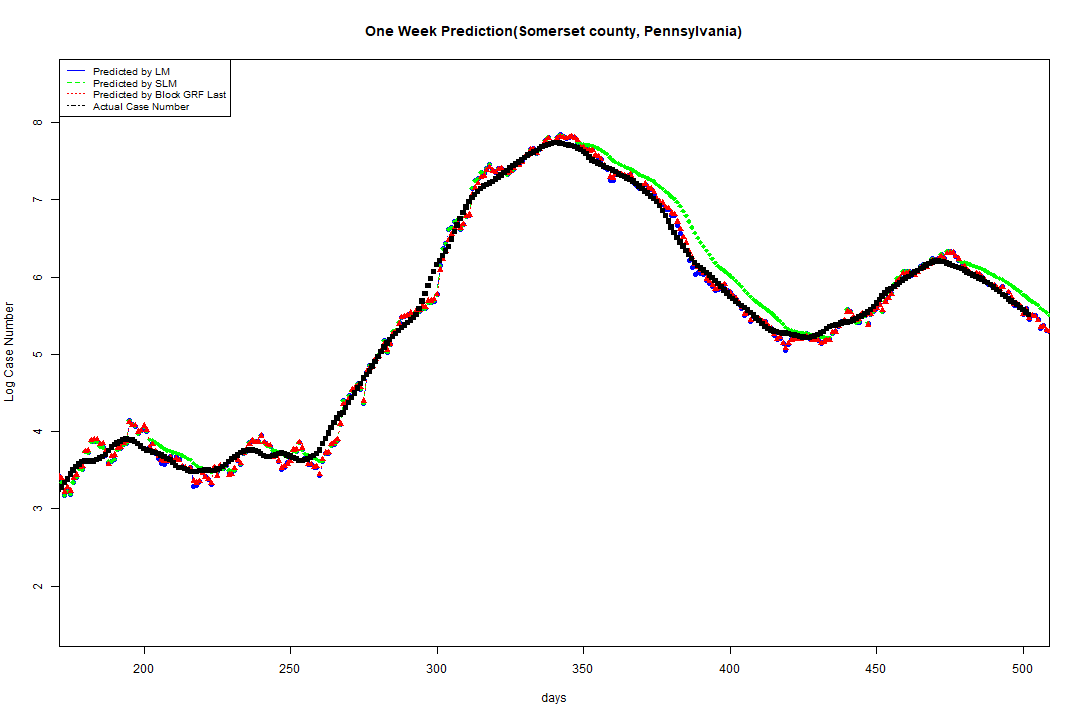 One Week Prediction(Somerset county, Pennsylvania)
Predicted by LM
Predicted by SLM
Predicted by Block GRF Last
Actual Case Number
8
7
6
5
4
3
2
Log Case Number
200 250 300 350 400 450 500
days